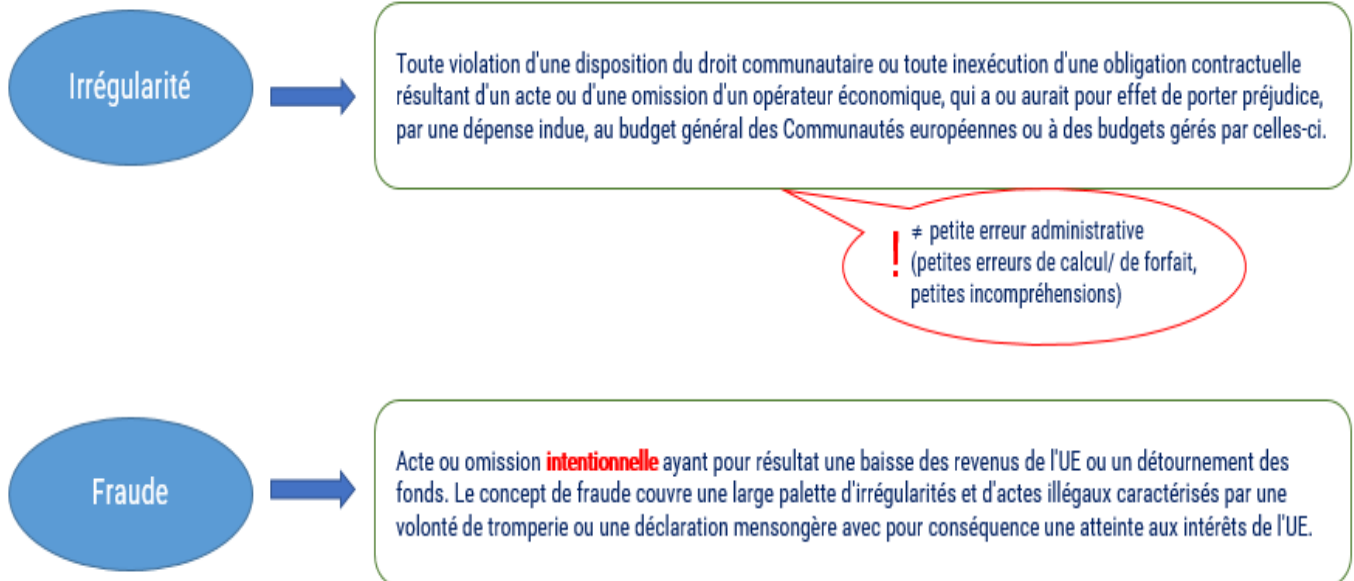 Irrégularité
Toute violation d'une disposition du droit communautaire ou toute inexécution d'une obligation contractuelle
résultant d'un acte ou d'une omission d'un opérateur économique, qui a ou aurait pour effet de porter préjudice,
par une dépense indue, au budget général des Communautés européennes ou à des budgets gérés par celles-ci.
! ≠ petite erreur administrative
(petites erreurs de calcul/ de forfait,
petites incompréhensions)
Fraude
Acte ou omission intentionnelle ayant pour résultat une baisse des revenus de l'UE ou un détournement des
fonds. Le concept de fraude couvre une large palette d'irrégularités et d'actes illégaux caractérisés par une
volonté de tromperie ou une déclaration mensongère avec pour conséquence une atteinte aux intérêts de l'UE.